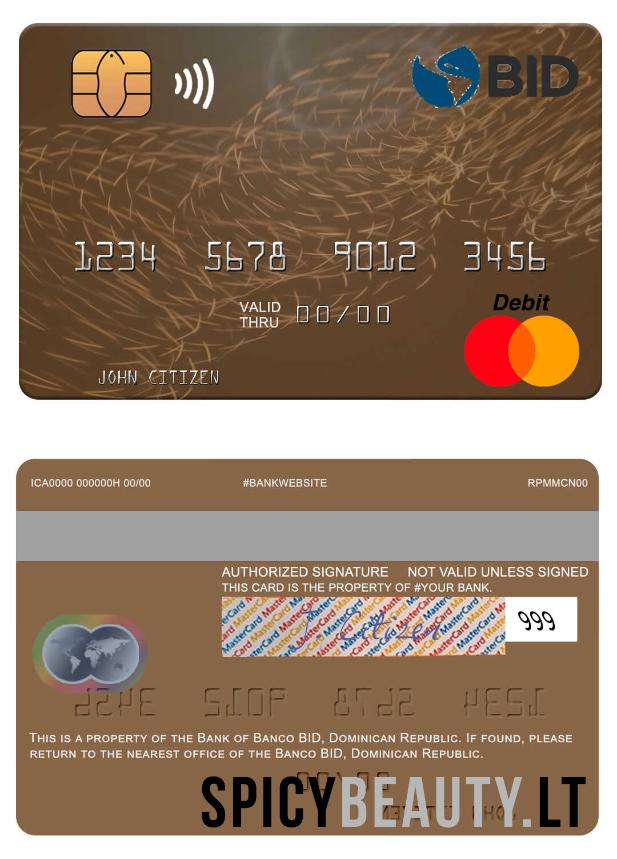 BID
1234 5678 9012 3456
Debit
VALID
THRU 00/00
JOHN CITIZEN
ICA0000 000000H 00/00 #BANKWEBSITE RPMMCN00
AUTHORIZED SIGNATURE NOT VALID UNLESS SIGNED
THIS CARD IS THE PROPERTY OF #YOUR BANK.
MasterCard MasterCard MasterCard
999
THIS IS A PROPERTY OF THE BANK OF BANCO BID, DOMINICAN REPUBLIC. IF FOUND, PLEASE
RETURN TO THE NEAREST OFFICE OF THE BANCO BID, DOMINICAN REPUBLIC.
SPICYBEAUTY.LT